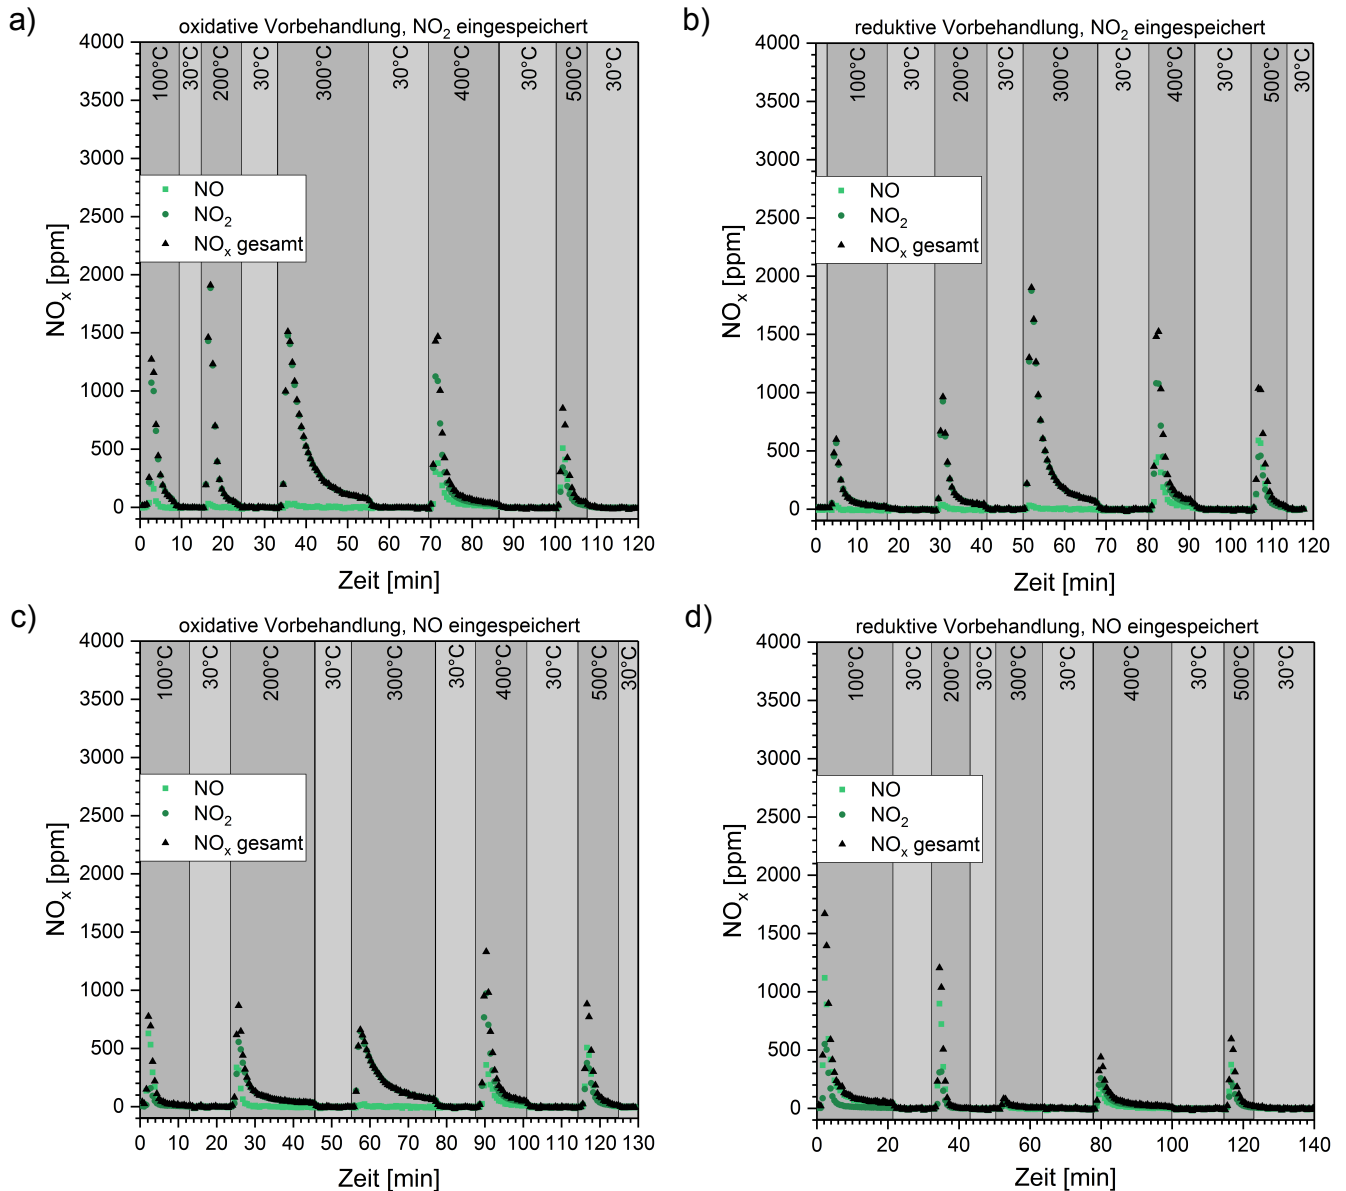 a)
oxidative Vorbehandlung, NO₂ eingespeichert
100°C 30°C 200°C 30°C 300°C 30°C 400°C 30°C 500°C 30°C
4000
3500
3000
2500
2000
1500
1000
500
0
NOₓ [ppm]
NO
NO₂
NOₓ gesamt
0 10 20 30 40 50 60 70 80 90 100 110 120
Zeit [min]
b)
reduktive Vorbehandlung, NO₂ eingespeichert
100°C 30°C 200°C 30°C 300°C 30°C 400°C 30°C 500°C 30°C
4000
3500
3000
2500
2000
1500
1000
500
0
NOₓ [ppm]
NO
NO₂
NOₓ gesamt
0 10 20 30 40 50 60 70 80 90 100 110 120
Zeit [min]
c)
oxidative Vorbehandlung, NO eingespeichert
100°C 30°C 200°C 30°C 300°C 30°C 400°C 30°C 500°C 30°C
4000
3500
3000
2500
2000
1500
1000
500
0
NOₓ [ppm]
NO
NO₂
NOₓ gesamt
0 10 20 30 40 50 60 70 80 90 100 110 120 130
Zeit [min]
d)
reduktive Vorbehandlung, NO eingespeichert
100°C 30°C 200°C 30°C 300°C 30°C 400°C 30°C 500°C 30°C
4000
3500
3000
2500
2000
1500
1000
500
0
NOₓ [ppm]
NO
NO₂
NOₓ gesamt
0 20 40 60 80 100 120 140
Zeit [min]